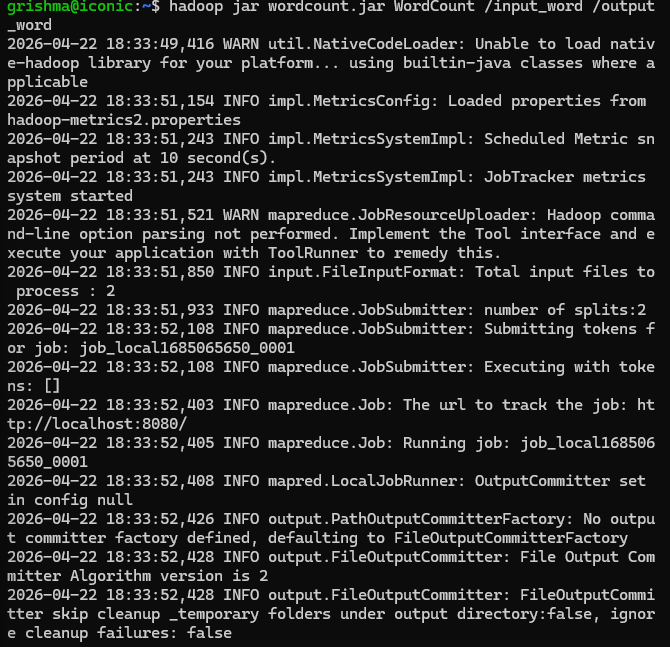 grishma@iconic:~$ hadoop jar wordcount.jar WordCount /input_word /output
_word
2026-04-22 18:33:49,416 WARN util.NativeCodeLoader: Unable to load nativ
e-hadoop library for your platform... using builtin-java classes where a
pplicable
2026-04-22 18:33:51,154 INFO impl.MetricsConfig: Loaded properties from
hadoop-metrics2.properties
2026-04-22 18:33:51,243 INFO impl.MetricsSystemImpl: Scheduled Metric sn
apshot period at 10 second(s).
2026-04-22 18:33:51,243 INFO impl.MetricsSystemImpl: JobTracker metrics
system started
2026-04-22 18:33:51,521 WARN mapreduce.JobResourceUploader: Hadoop comma
nd-line option parsing not performed. Implement the Tool interface and e
xecute your application with ToolRunner to remedy this.
2026-04-22 18:33:51,850 INFO input.FileInputFormat: Total input files to
 process : 2
2026-04-22 18:33:51,933 INFO mapreduce.JobSubmitter: number of splits:2
2026-04-22 18:33:52,108 INFO mapreduce.JobSubmitter: Submitting tokens f
or job: job_local1685065650_0001
2026-04-22 18:33:52,108 INFO mapreduce.JobSubmitter: Executing with toke
ns: []
2026-04-22 18:33:52,403 INFO mapreduce.Job: The url to track the job: ht
tp://localhost:8080/
2026-04-22 18:33:52,405 INFO mapreduce.Job: Running job: job_local168506
5650_0001
2026-04-22 18:33:52,408 INFO mapred.LocalJobRunner: OutputCommitter set
in config null
2026-04-22 18:33:52,426 INFO output.PathOutputCommitterFactory: No outpu
t committer factory defined, defaulting to FileOutputCommitterFactory
2026-04-22 18:33:52,428 INFO output.FileOutputCommitter: File Output Com
mitter Algorithm version is 2
2026-04-22 18:33:52,428 INFO output.FileOutputCommitter: FileOutputCommi
tter skip cleanup _temporary folders under output directory:false, ignor
e cleanup failures: false